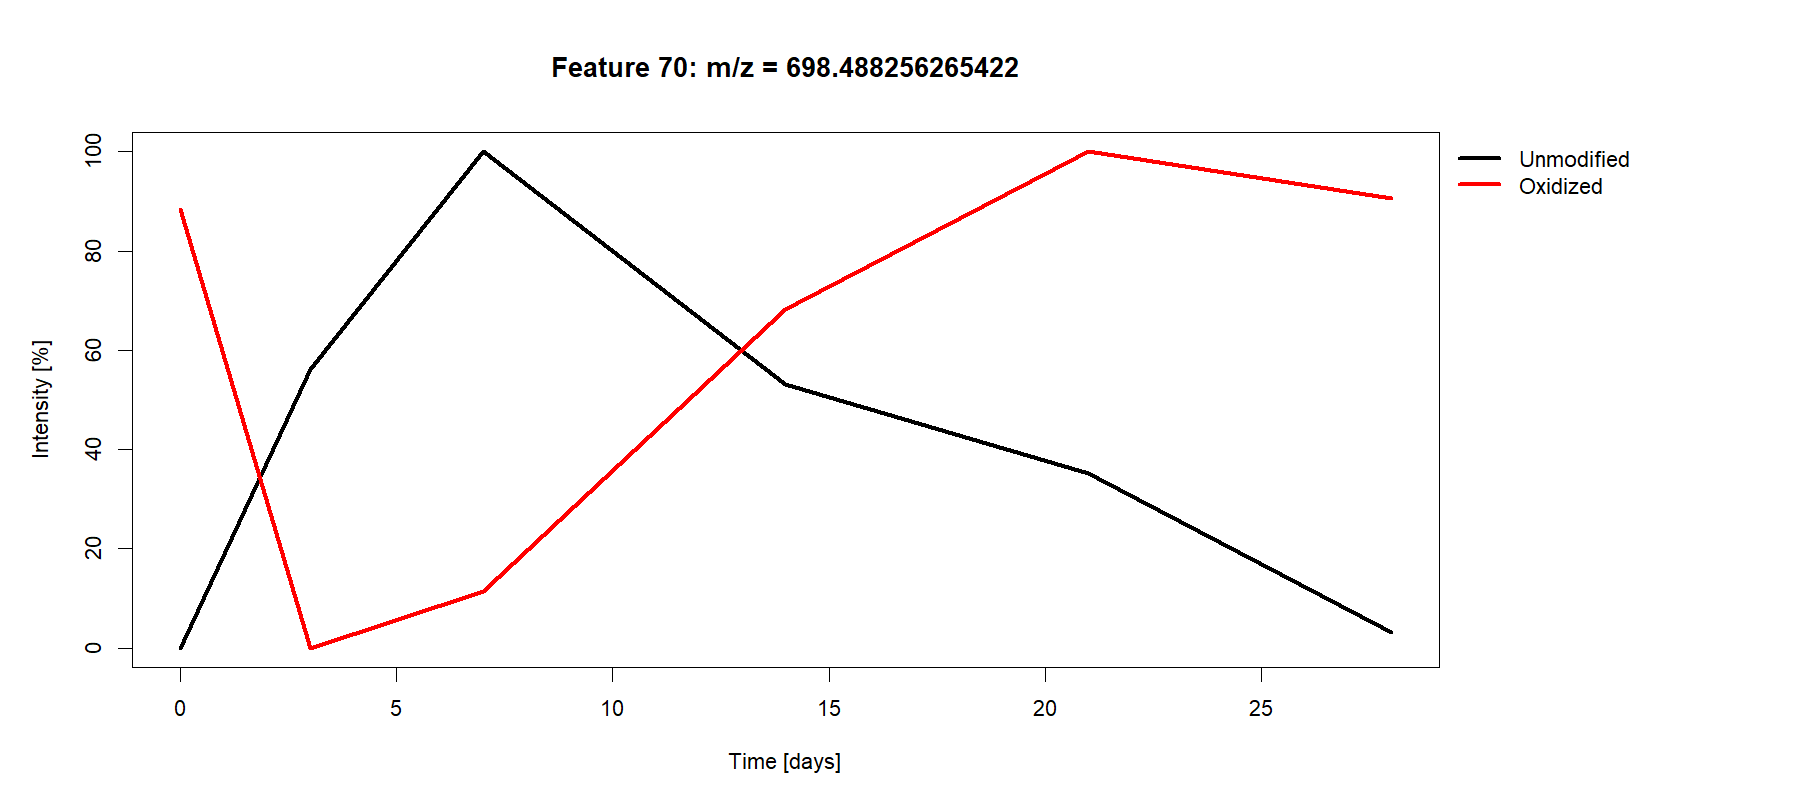 Feature 70: m/z = 698.488256265422
Unmodified
Oxidized
Intensity [%]
100
80
60
40
20
0
0 5 10 15 20 25
Time [days]